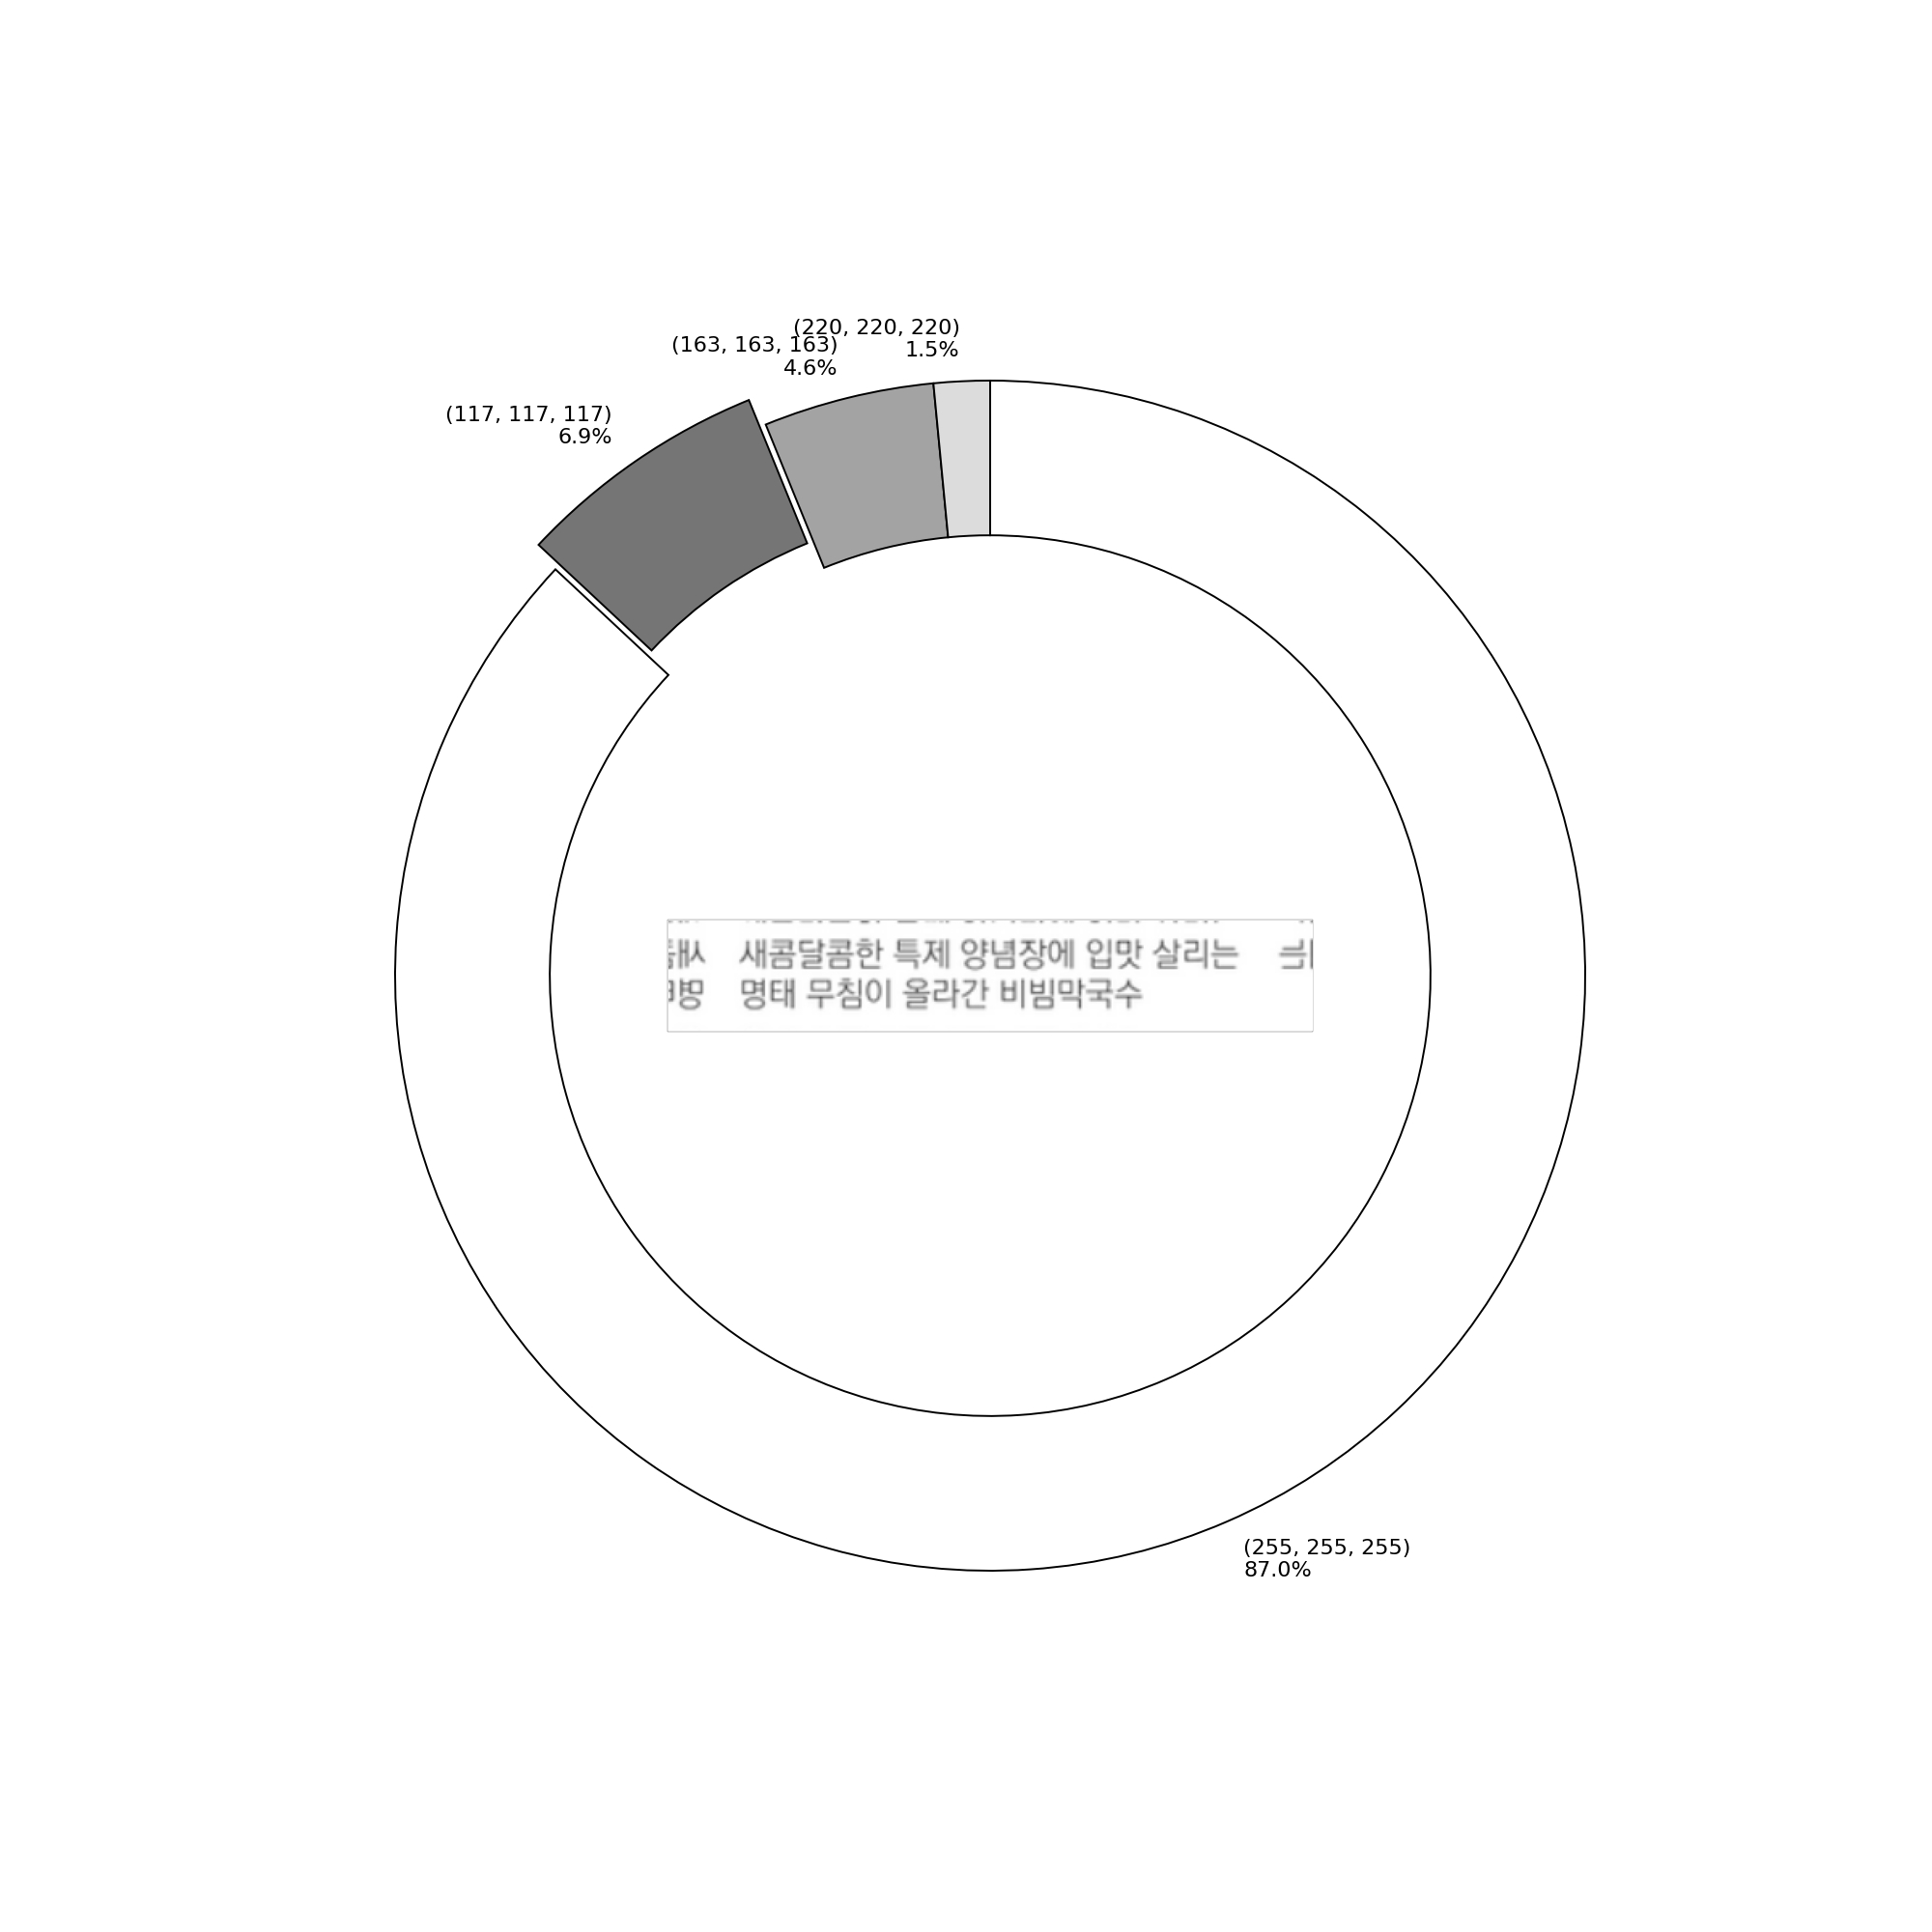 (220, 220, 220)
1.5%
(163, 163, 163)
4.6%
(117, 117, 117)
6.9%
새콤달콤한 특제 양념장에 입맛 살리는
명태 무침이 올라간 비빔막국수
(255, 255, 255)
87.0%